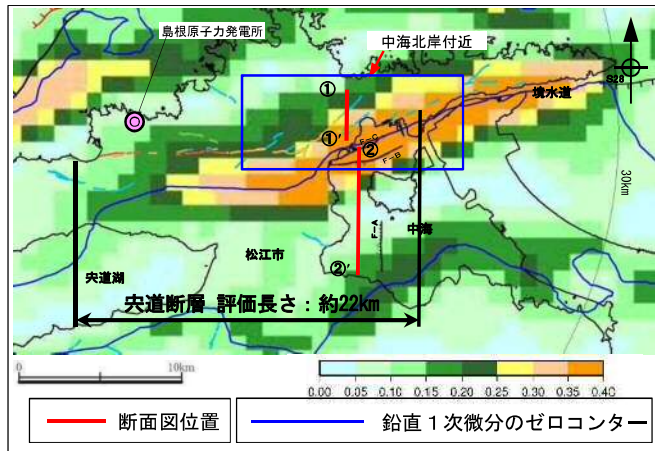 島根原子力発電所
中海北岸付近
①
境水道
S28
①'
②
F-C
F-B
30km
F-A
中海
松江市
宍道湖
②'
宍道断層 評価長さ：約22km
0
10km
0.00 0.05 0.10 0.15 0.20 0.25 0.30 0.35 0.40
断面図位置
鉛直１次微分のゼロコンター